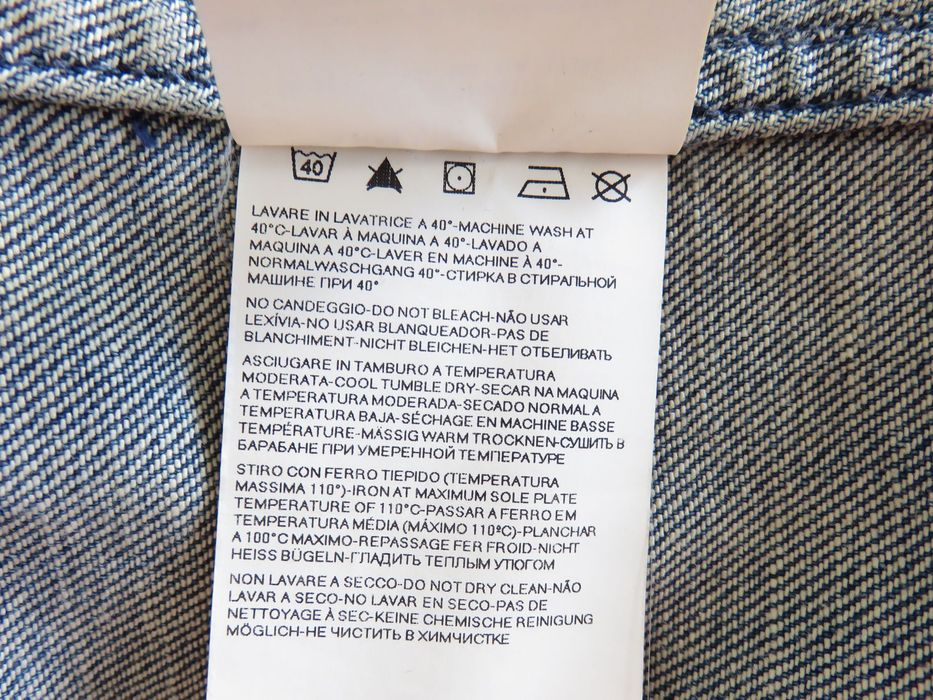 40
LAVARE IN LAVATRICE A 40°-MACHINE WASH AT
40°C-LAVAR À MAQUINA A 40°-LAVADO A
MAQUINA A 40°C-LAVER EN MACHINE À 40°-
NORMALWASCHGANG 40°-СТИРКА В СТИРАЛЬНОЙ
МАШИНЕ ПРИ 40°
NO CANDEGGIO-DO NOT BLEACH-NÃO USAR
LEXÍVIA-NO USAR BLANQUEADOR-PAS DE
BLANCHIMENT-NICHT BLEICHEN-НЕТ ОТБЕЛИВАТЬ
ASCIUGARE IN TAMBURO A TEMPERATURA
MODERATA-COOL TUMBLE DRY-SECAR NA MAQUINA
A TEMPERATURA MODERADA-SECADO NORMAL A
TEMPERATURA BAJA-SÉCHAGE EN MACHINE BASSE
TEMPÉRATURE-MÄSSIG WARM TROCKNEN-СУШИТЬ В
БАРАБАНЕ ПРИ УМЕРЕННОЙ ТЕМПЕРАТУРЕ
STIRO CON FERRO TIEPIDO (TEMPERATURA
MASSIMA 110°)-IRON AT MAXIMUM SOLE PLATE
TEMPERATURE OF 110°C-PASSAR A FERRO EM
TEMPERATURA MÉDIA (MÁXIMO 110ºC)-PLANCHAR
A 100°C MAXIMO-REPASSAGE FER FROID-NICHT
HEISS BÜGELN-ГЛАДИТЬ ТЕПЛЫМ УТЮГОМ
NON LAVARE A SECCO-DO NOT DRY CLEAN-NÃO
LAVAR A SECO-NO LAVAR EN SECO-PAS DE
NETTOYAGE À SEC-KEINE CHEMISCHE REINIGUNG
MÖGLICH-НЕ ЧИСТИТЬ В ХИМЧИСТКЕ